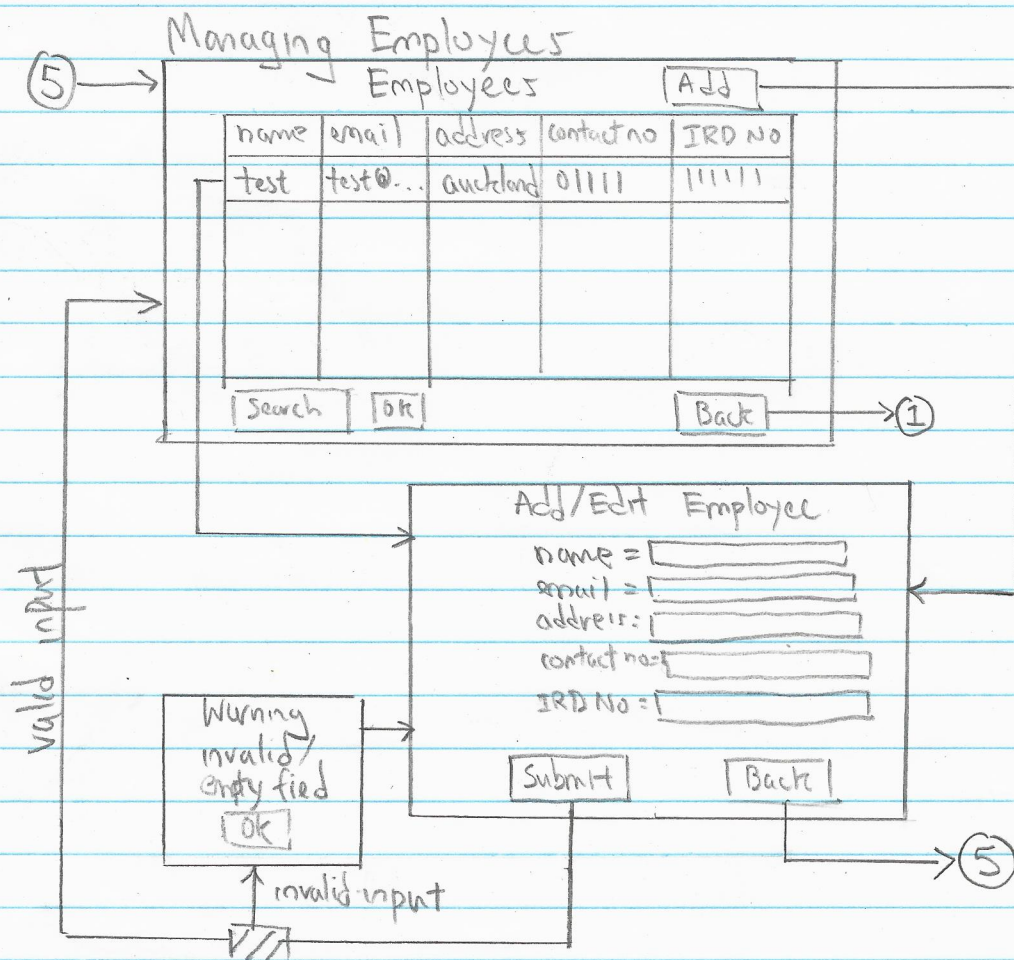 Managing Employees
5
Employees
Add
name email address contact no IRD NO
test test@... auckland 01111 111111
Search OK Back
1
Add/Edit Employee
name =
email =
address:
contact no=
IRD No:
Submit Back
5
Warning
invalid/
empty fied
Ok
invalid input
valid input